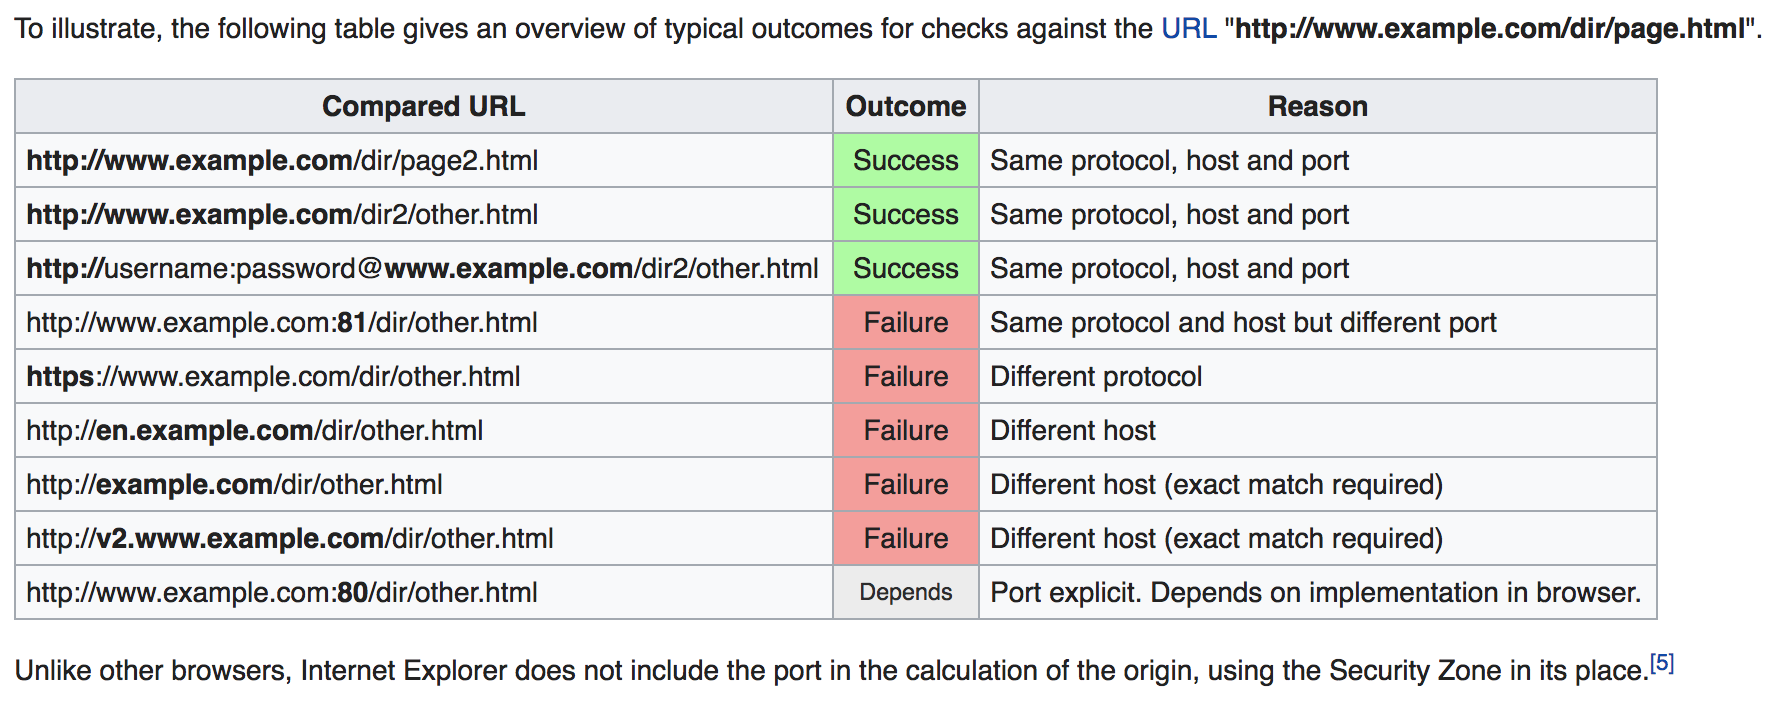 To illustrate, the following table gives an overview of typical outcomes for checks against the URL "http://www.example.com/dir/page.html".
Compared URL Outcome Reason
http://www.example.com/dir/page2.html Success Same protocol, host and port
http://www.example.com/dir2/other.html Success Same protocol, host and port
http://username:password@www.example.com/dir2/other.html Success Same protocol, host and port
http://www.example.com:81/dir/other.html Failure Same protocol and host but different port
https://www.example.com/dir/other.html Failure Different protocol
http://en.example.com/dir/other.html Failure Different host
http://example.com/dir/other.html Failure Different host (exact match required)
http://v2.www.example.com/dir/other.html Failure Different host (exact match required)
http://www.example.com:80/dir/other.html Depends Port explicit. Depends on implementation in browser.
Unlike other browsers, Internet Explorer does not include the port in the calculation of the origin, using the Security Zone in its place.[5]